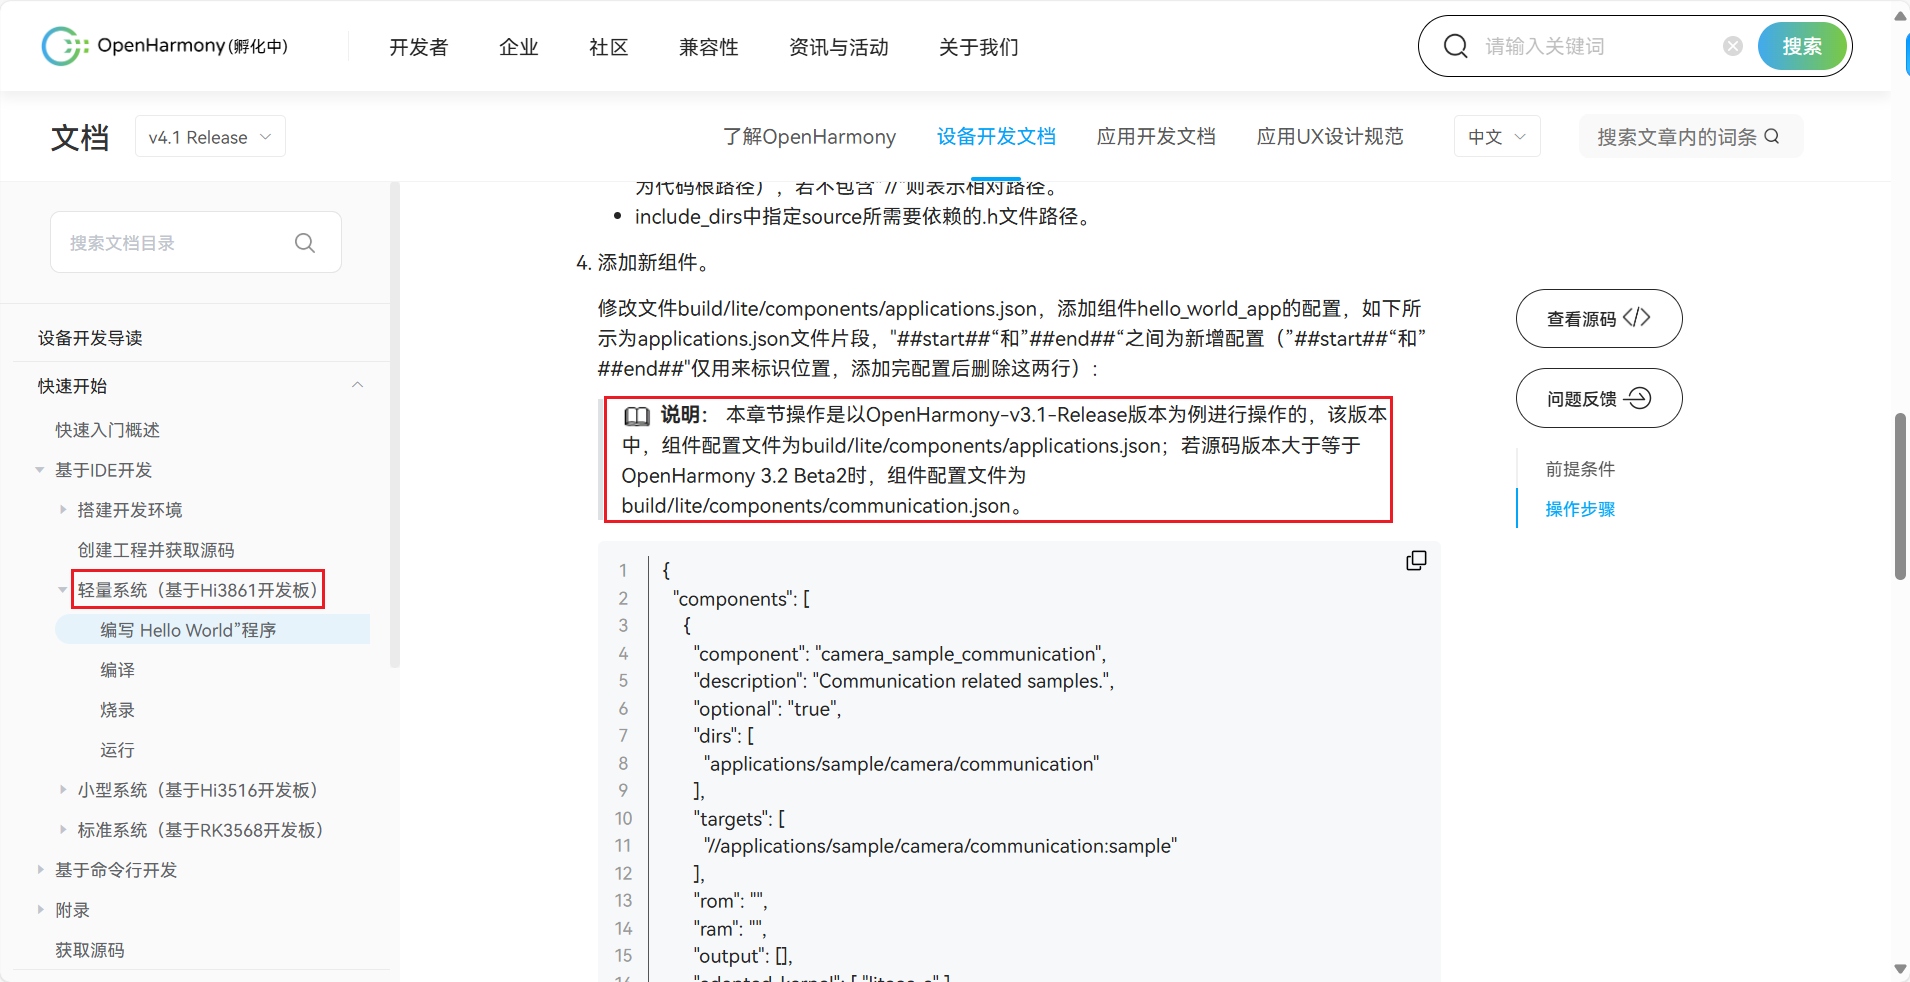 OpenHarmony(孵化中)
开发者
企业
社区
兼容性
资讯与活动
关于我们
请输入关键词
搜索
文档
v4.1 Release
了解OpenHarmony
设备开发文档
应用开发文档
应用UX设计规范
中文
搜索文章内的词条
搜索文档目录
设备开发导读
快速开始
快速入门概述
基于IDE开发
搭建开发环境
创建工程并获取源码
轻量系统（基于Hi3861开发板）
编写 Hello World”程序
编译
烧录
运行
小型系统（基于Hi3516开发板）
标准系统（基于RK3568开发板）
基于命令行开发
附录
获取源码
为代码根路径），若不包含"//"则表示相对路径。
• include_dirs中指定source所需要依赖的.h文件路径。
4. 添加新组件。
修改文件build/lite/components/applications.json，添加组件hello_world_app的配置，如下所
示为applications.json文件片段，"##start##“和”##end##“之间为新增配置（”##start##“和”
##end##"仅用来标识位置，添加完配置后删除这两行）:
说明： 本章节操作是以OpenHarmony-v3.1-Release版本为例进行操作的，该版本
中，组件配置文件为build/lite/components/applications.json；若源码版本大于等于
OpenHarmony 3.2 Beta2时，组件配置文件为
build/lite/components/communication.json。
1 {
2 "components": [
3 {
4 "component": "camera_sample_communication",
5 "description": "Communication related samples.",
6 "optional": "true",
7 "dirs": [
8 "applications/sample/camera/communication"
9 ],
10 "targets": [
11 "//applications/sample/camera/communication:sample"
12 ],
13 "rom": "",
14 "ram": "",
15 "output": [],
16 "adapted_kernel": [ "liteos_a" ],
查看源码
问题反馈
前提条件
操作步骤